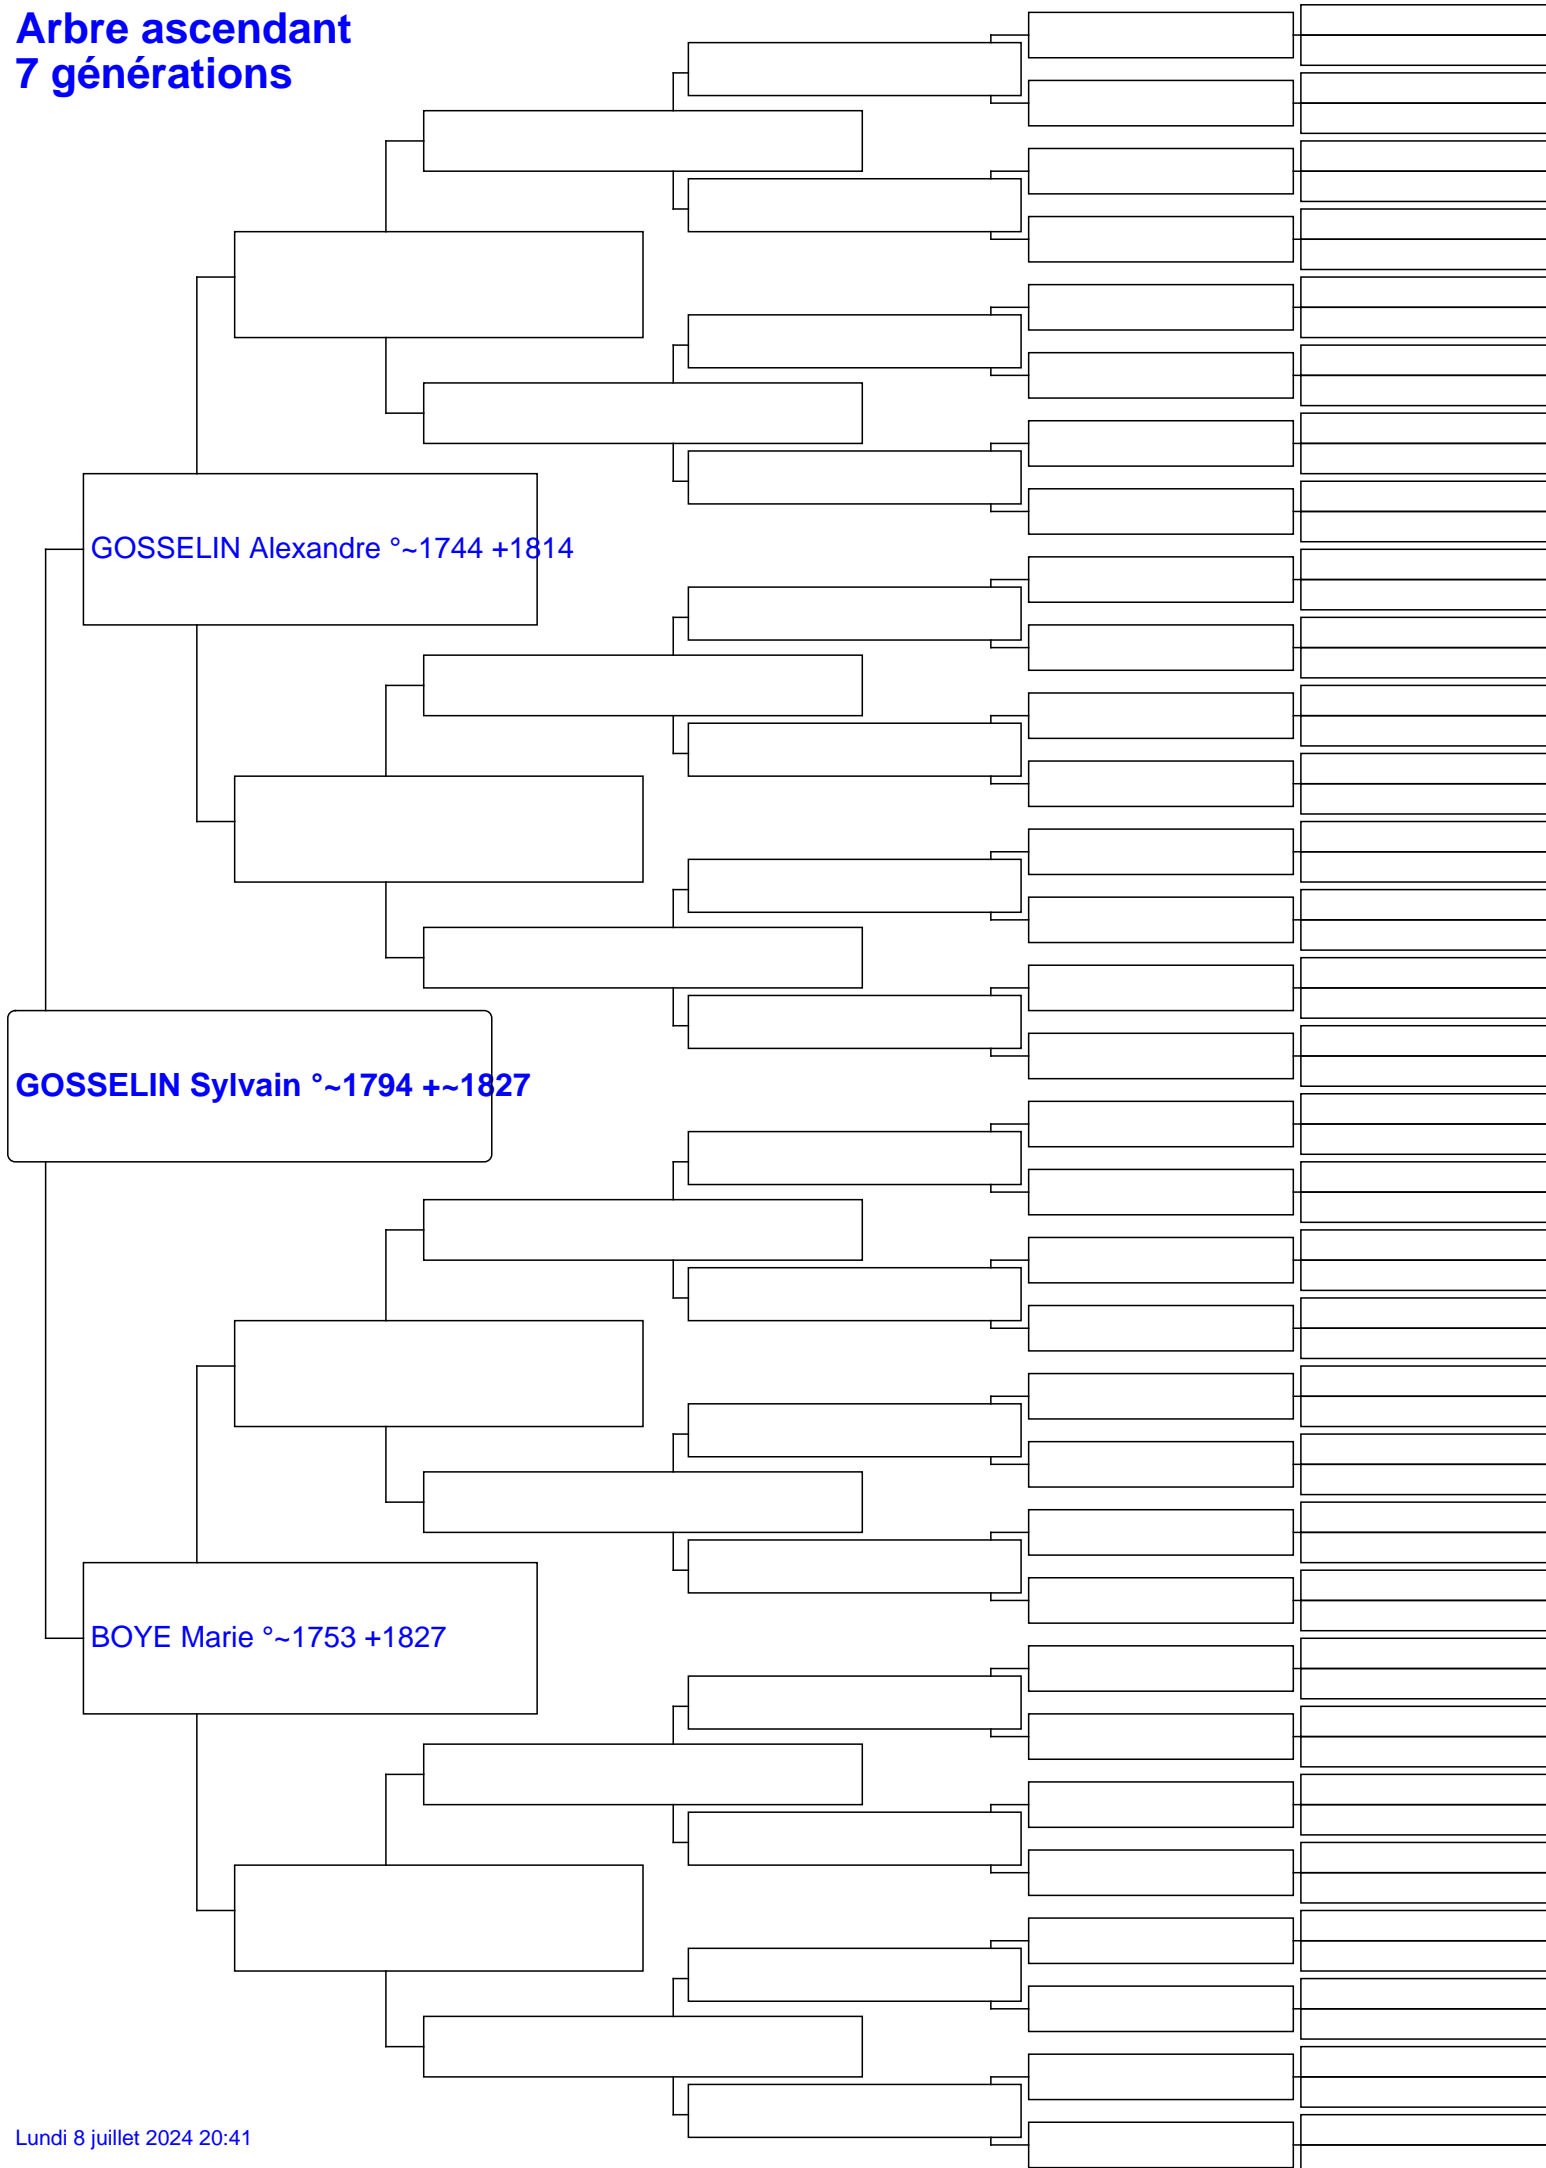 Arbre ascendant
7 générations
GOSSELIN Alexandre °~1744 +1814
GOSSELIN Sylvain °~1794 +~1827
BOYE Marie °~1753 +1827
Lundi 8 juillet 2024 20:41